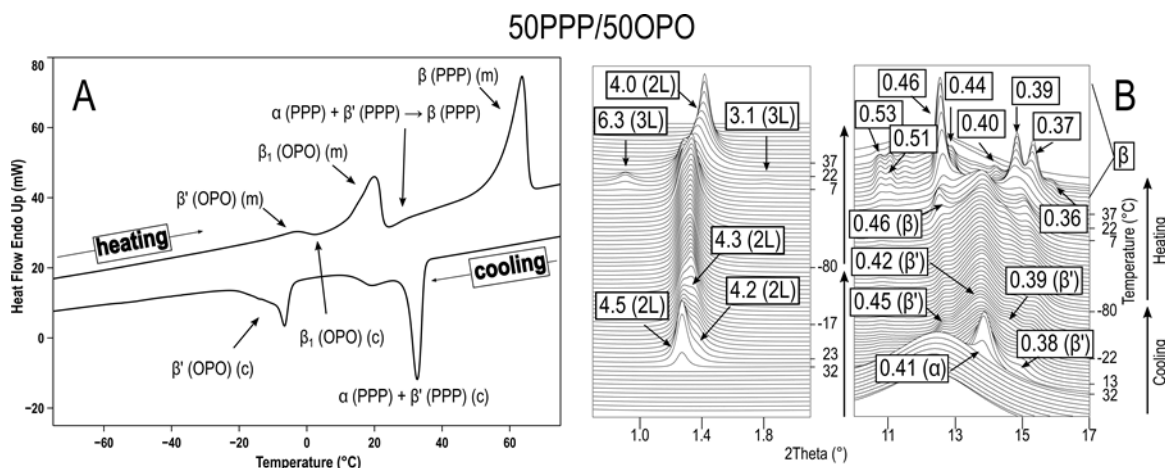 50PPP/50OPO
A
80
60
40
20
0
−20
Heat Flow Endo Up (mW)
−60
−40
−20
0
20
40
60
Temperature (°C)
β (PPP) (m)
α (PPP) + β' (PPP) → β (PPP)
β₁ (OPO) (m)
β' (OPO) (m)
heating
cooling
β₁ (OPO) (c)
β' (OPO) (c)
α (PPP) + β' (PPP) (c)
4.0 (2L)
6.3 (3L)
3.1 (3L)
4.3 (2L)
4.5 (2L)
4.2 (2L)
37
22
7
-80
-17
23
32
1.0
1.4
1.8
2Theta (°)
B
0.46
0.44
0.39
0.53
0.51
0.40
0.37
β
0.36
0.46 (β)
0.42 (β')
0.39 (β')
0.45 (β')
0.38 (β')
0.41 (α)
37
22
7
-80
-22
13
32
Temperature (°C)
Heating
Cooling
11
13
15
17